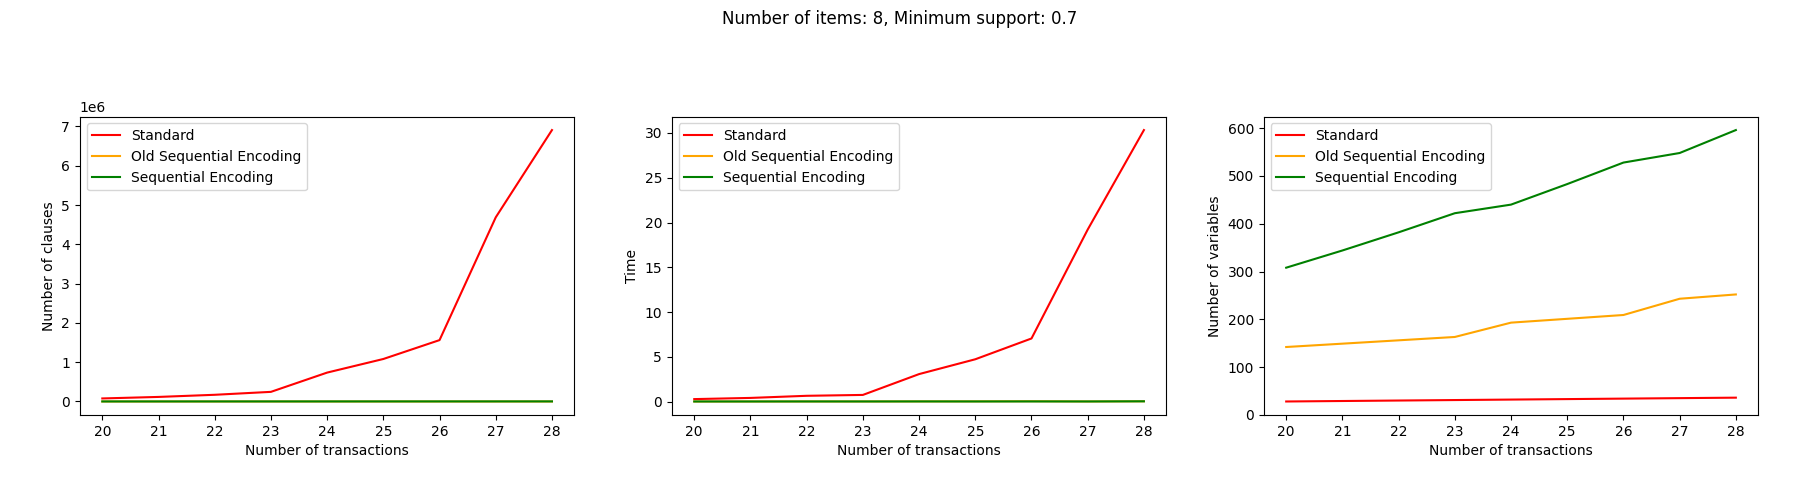 Number of items: 8, Minimum support: 0.7
1e6
7
6
5
4
3
2
1
0
Number of clauses
Standard
Old Sequential Encoding
Sequential Encoding
20 21 22 23 24 25 26 27 28
Number of transactions
30
25
20
15
10
5
0
Time
Standard
Old Sequential Encoding
Sequential Encoding
20 21 22 23 24 25 26 27 28
Number of transactions
600
500
400
300
200
100
0
Number of variables
Standard
Old Sequential Encoding
Sequential Encoding
20 21 22 23 24 25 26 27 28
Number of transactions